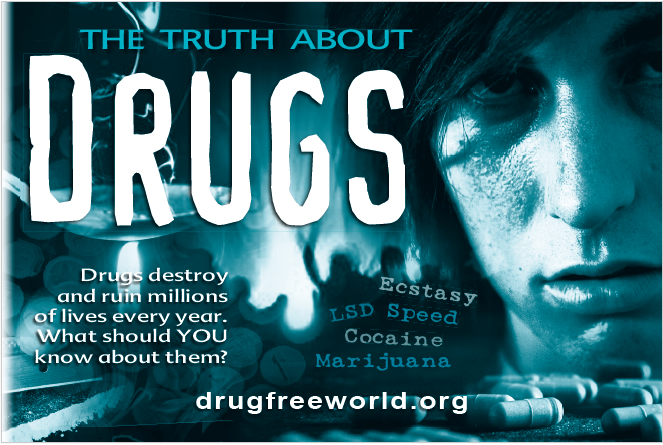 THE TRUTH ABOUT
DRUGS
Drugs destroy
and ruin millions
of lives every year.
What should YOU
know about them?
Ecstasy
LSD Speed
Cocaine
Marijuana
drugfreeworld.org